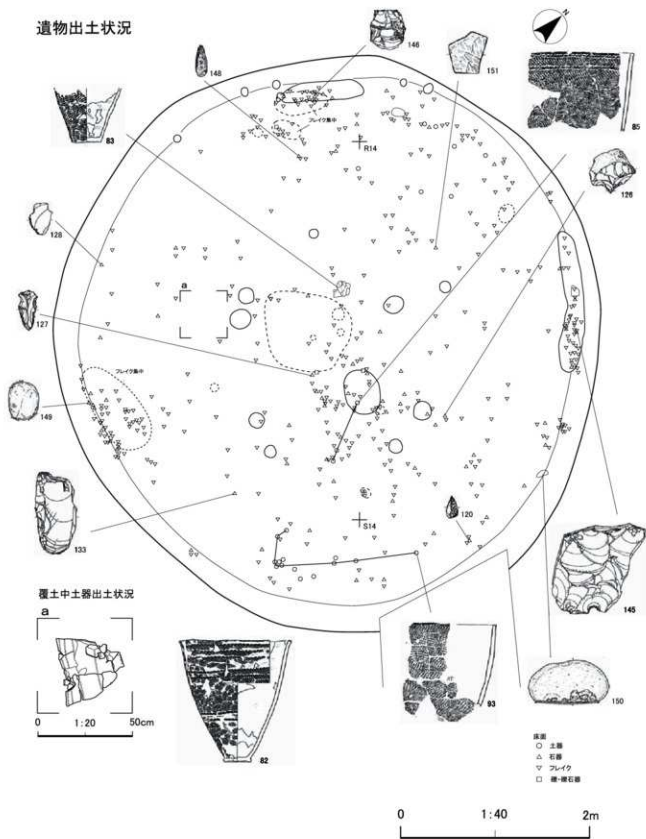 遺物出土状況
146
148
151
N
83
85
フレイク集中
R14
126
128
a
127
フレイク集中
149
133
120
S14
覆土中土器出土状況
a
0 1:20 50cm
82
93
145
150
床面
○ 土器
△ 石器
▽ フレイク
□ 礫・礫石器
0 1:40 2m